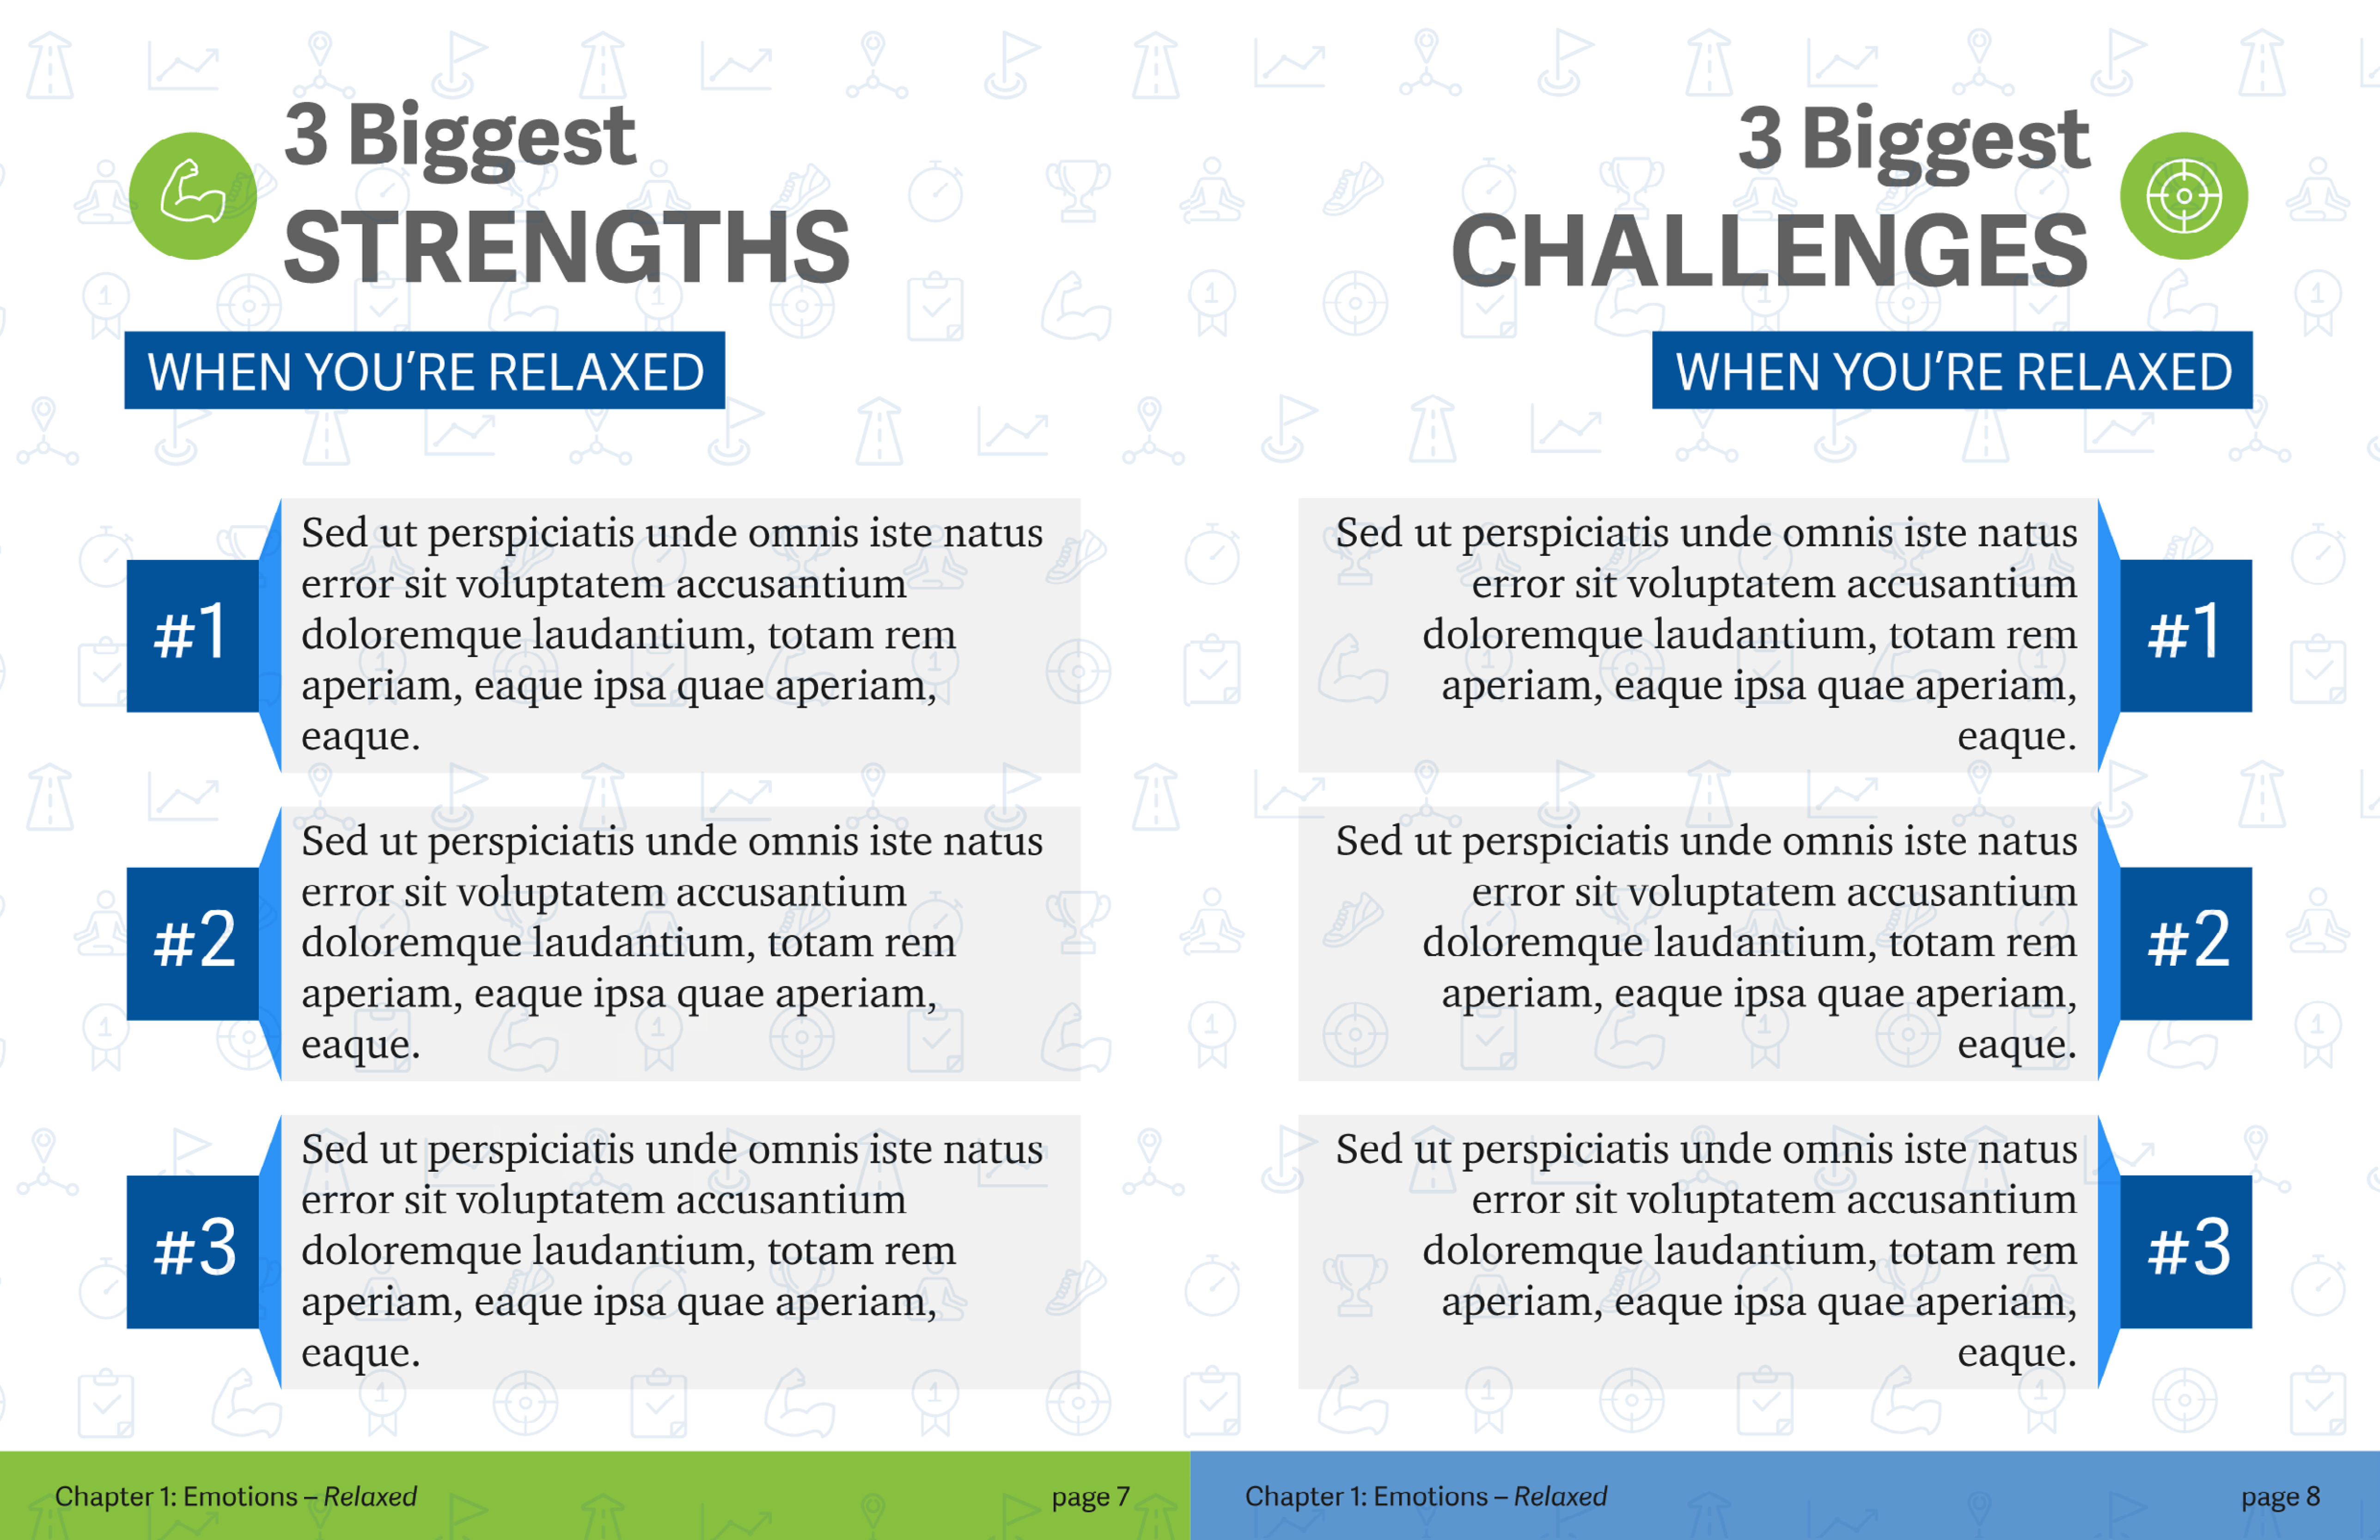 3 Biggest
STRENGTHS
WHEN YOU’RE RELAXED
#1
Sed ut perspiciatis unde omnis iste natus
error sit voluptatem accusantium
doloremque laudantium, totam rem
aperiam, eaque ipsa quae aperiam,
eaque.
#2
Sed ut perspiciatis unde omnis iste natus
error sit voluptatem accusantium
doloremque laudantium, totam rem
aperiam, eaque ipsa quae aperiam,
eaque.
#3
Sed ut perspiciatis unde omnis iste natus
error sit voluptatem accusantium
doloremque laudantium, totam rem
aperiam, eaque ipsa quae aperiam,
eaque.
Chapter 1: Emotions – Relaxed
page 7
3 Biggest
CHALLENGES
WHEN YOU’RE RELAXED
Sed ut perspiciatis unde omnis iste natus
error sit voluptatem accusantium
doloremque laudantium, totam rem
aperiam, eaque ipsa quae aperiam,
eaque.
#1
Sed ut perspiciatis unde omnis iste natus
error sit voluptatem accusantium
doloremque laudantium, totam rem
aperiam, eaque ipsa quae aperiam,
eaque.
#2
Sed ut perspiciatis unde omnis iste natus
error sit voluptatem accusantium
doloremque laudantium, totam rem
aperiam, eaque ipsa quae aperiam,
eaque.
#3
Chapter 1: Emotions – Relaxed
page 8